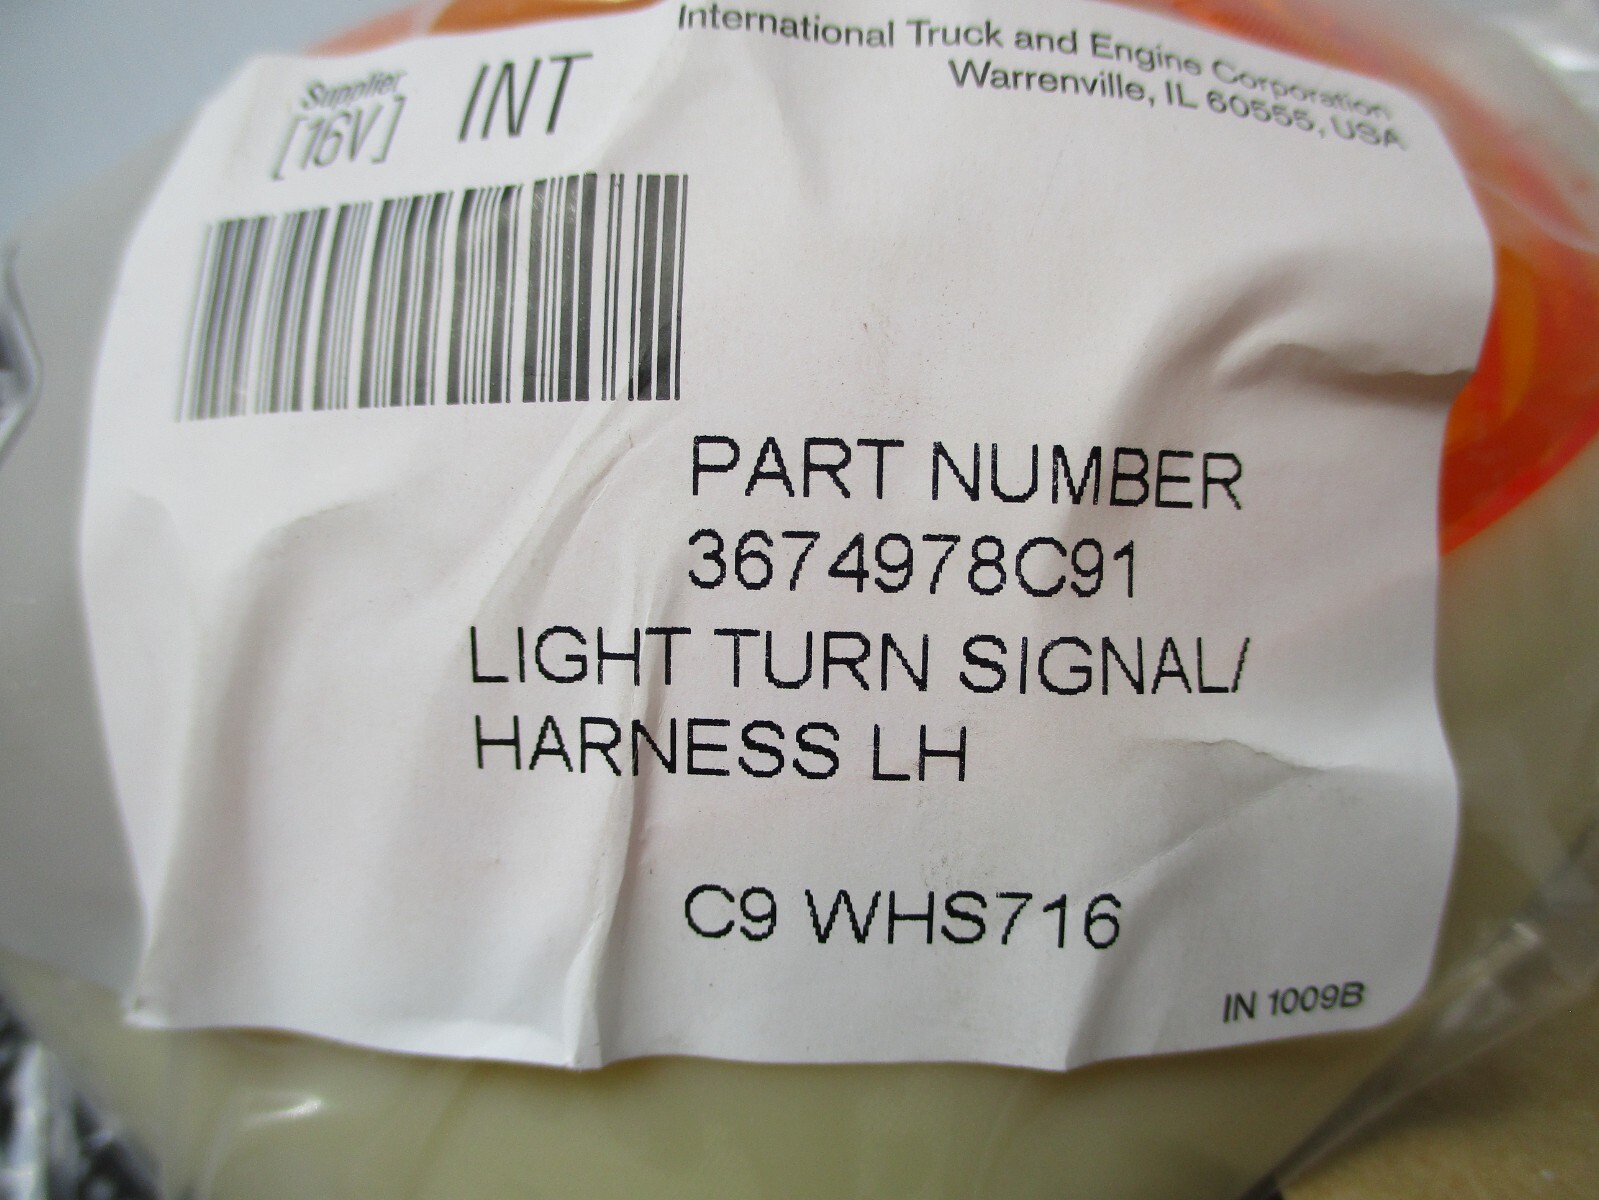 International Truck and Engine Corporation
Warrenville, IL 60555, USA
Supplier
[16V] INT
PART NUMBER
3674978C91
LIGHT TURN SIGNAL/
HARNESS LH
C9 WHS716
IN 1009B